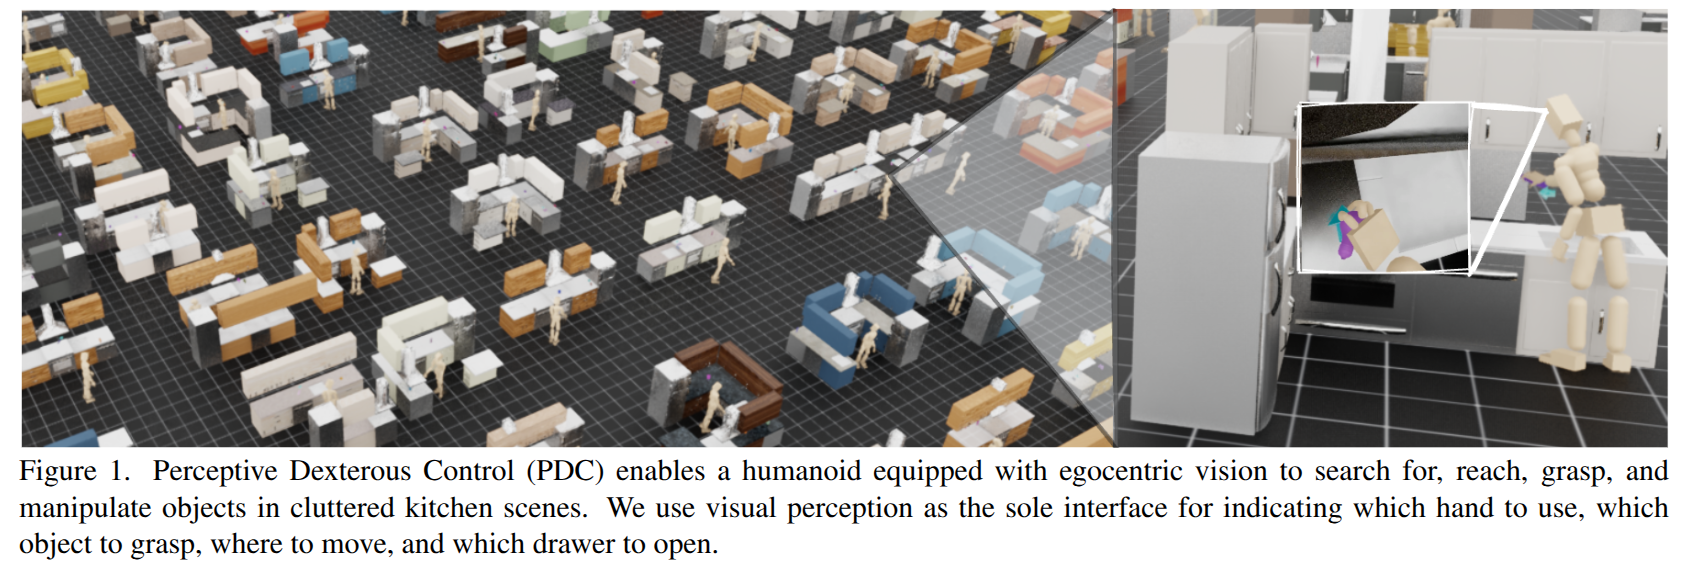 Figure 1. Perceptive Dexterous Control (PDC) enables a humanoid equipped with egocentric vision to search for, reach, grasp, and
manipulate objects in cluttered kitchen scenes. We use visual perception as the sole interface for indicating which hand to use, which
object to grasp, where to move, and which drawer to open.